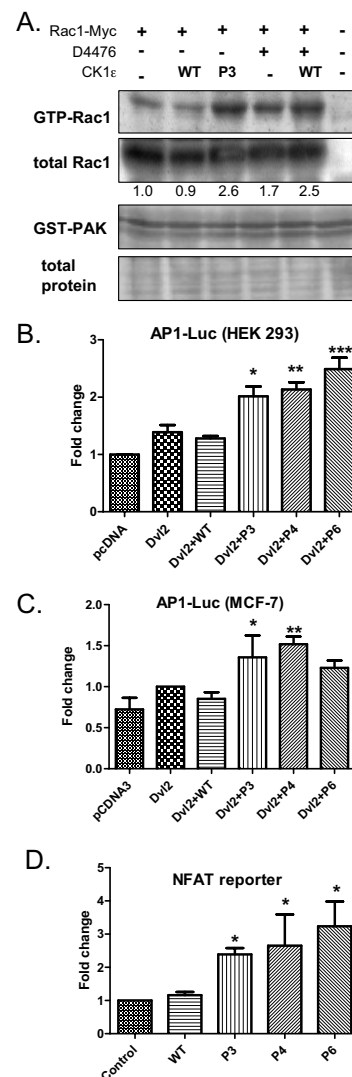 A.
Rac1-Myc + + + + + -
D4476 - - - + + -
CK1ε - WT P3 - WT -
GTP-Rac1
total Rac1
1.0 0.9 2.6 1.7 2.5
GST-PAK
total
protein
B.
AP1-Luc (HEK 293)
Fold change
3
2
1
0
* ** ***
pcDNA Dvl2 Dvl2+WT Dvl2+P3 Dvl2+P4 Dvl2+P6
C.
AP1-Luc (MCF-7)
Fold change
2.0
1.5
1.0
0.5
0.0
* **
pCDNA3 Dvl2 Dvl2+WT Dvl2+P3 Dvl2+P4 Dvl2+P6
D.
NFAT reporter
Fold change
5
4
3
2
1
0
* * *
Control WT P3 P4 P6